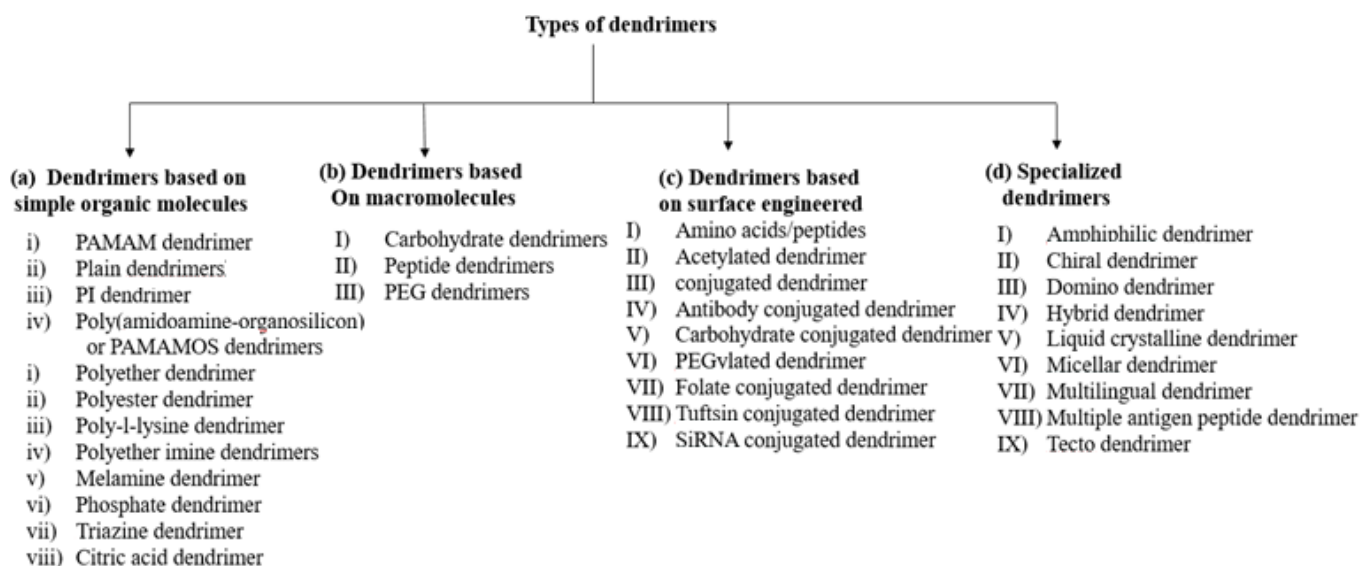 Types of dendrimers
(a) Dendrimers based on
simple organic molecules
i) PAMAM dendrimer
ii) Plain dendrimers
iii) PI dendrimer
iv) Poly(amidoamine-organosilicon)
or PAMAMOS dendrimers
i) Polyether dendrimer
ii) Polyester dendrimer
iii) Poly-l-lysine dendrimer
iv) Polyether imine dendrimers
v) Melamine dendrimer
vi) Phosphate dendrimer
vii) Triazine dendrimer
viii) Citric acid dendrimer
(b) Dendrimers based
On macromolecules
I) Carbohydrate dendrimers
II) Peptide dendrimers
III) PEG dendrimers
(c) Dendrimers based
on surface engineered
I) Amino acids/peptides
II) Acetylated dendrimer
III) conjugated dendrimer
IV) Antibody conjugated dendrimer
V) Carbohydrate conjugated dendrimer
VI) PEGylated dendrimer
VII) Folate conjugated dendrimer
VIII) Tuftsin conjugated dendrimer
IX) SiRNA conjugated dendrimer
(d) Specialized
dendrimers
I) Amphiphilic dendrimer
II) Chiral dendrimer
III) Domino dendrimer
IV) Hybrid dendrimer
V) Liquid crystalline dendrimer
VI) Micellar dendrimer
VII) Multilingual dendrimer
VIII) Multiple antigen peptide dendrimer
IX) Tecto dendrimer